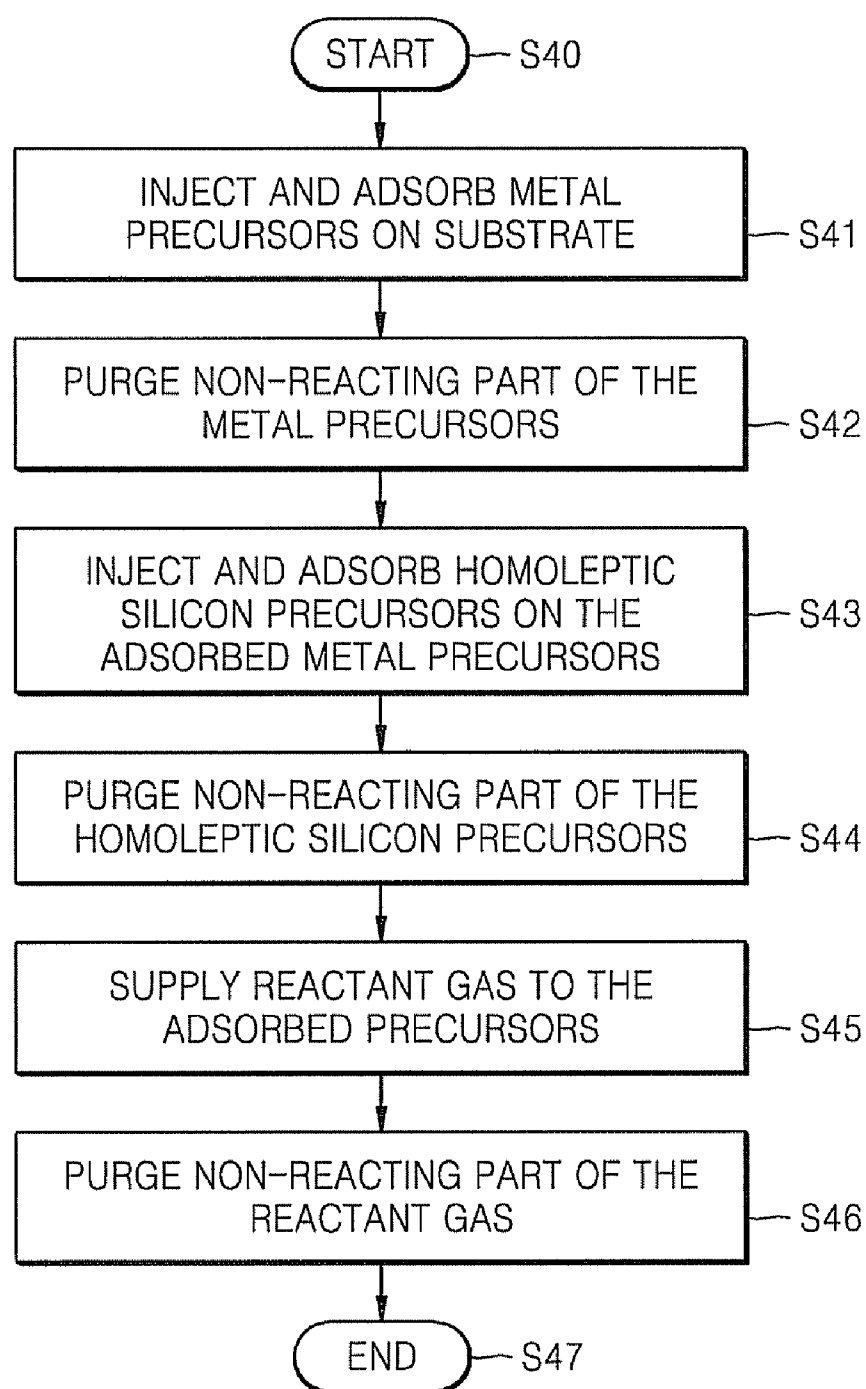 START
S40
INJECT AND ADSORB METAL
PRECURSORS ON SUBSTRATE
S41
PURGE NON-REACTING PART OF THE
METAL PRECURSORS
S42
INJECT AND ADSORB HOMOLEPTIC
SILICON PRECURSORS ON THE
ADSORBED METAL PRECURSORS
S43
PURGE NON-REACTING PART OF THE
HOMOLEPTIC SILICON PRECURSORS
S44
SUPPLY REACTANT GAS TO THE
ADSORBED PRECURSORS
S45
PURGE NON-REACTING PART OF THE
REACTANT GAS
S46
END
S47